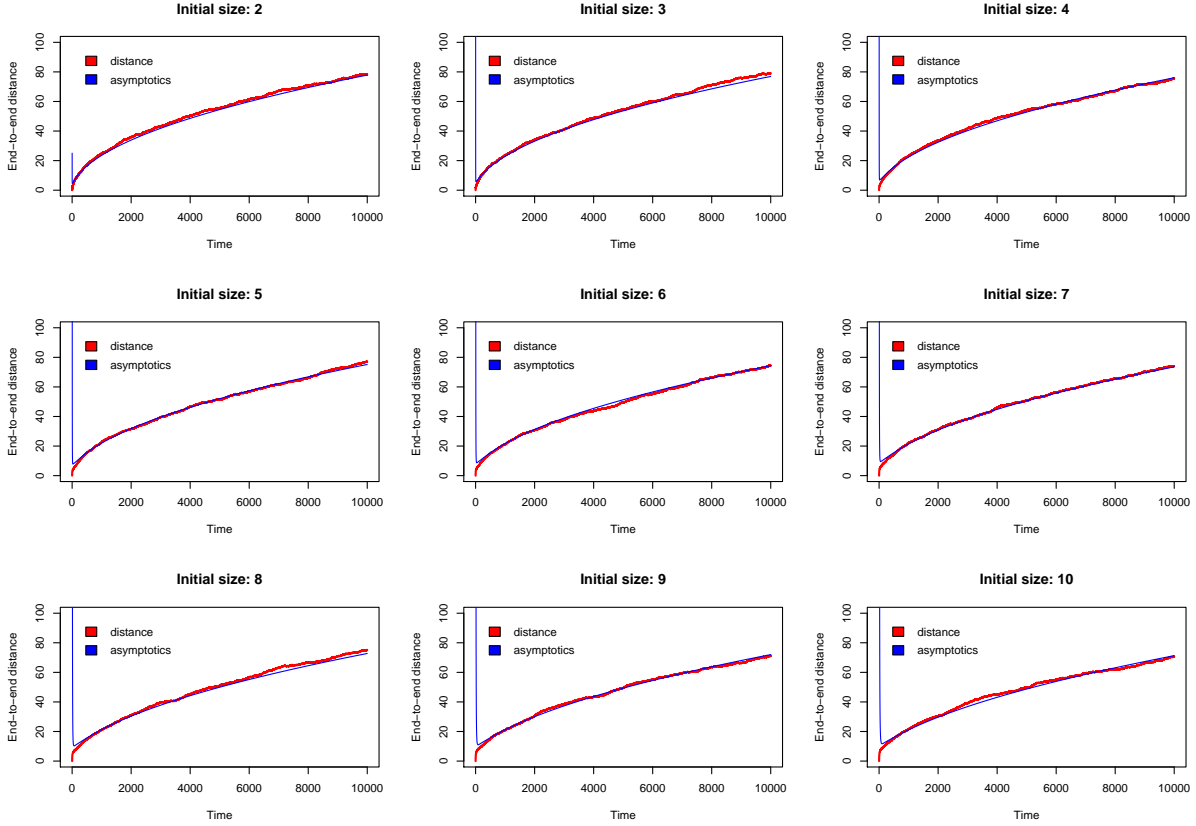 Initial size: 2
End−to−end distance
100
80
60
40
20
0
distance
asymptotics
0 2000 4000 6000 8000 10000
Time
Initial size: 3
End−to−end distance
100
80
60
40
20
0
distance
asymptotics
0 2000 4000 6000 8000 10000
Time
Initial size: 4
End−to−end distance
100
80
60
40
20
0
distance
asymptotics
0 2000 4000 6000 8000 10000
Time
Initial size: 5
End−to−end distance
100
80
60
40
20
0
distance
asymptotics
0 2000 4000 6000 8000 10000
Time
Initial size: 6
End−to−end distance
100
80
60
40
20
0
distance
asymptotics
0 2000 4000 6000 8000 10000
Time
Initial size: 7
End−to−end distance
100
80
60
40
20
0
distance
asymptotics
0 2000 4000 6000 8000 10000
Time
Initial size: 8
End−to−end distance
100
80
60
40
20
0
distance
asymptotics
0 2000 4000 6000 8000 10000
Time
Initial size: 9
End−to−end distance
100
80
60
40
20
0
distance
asymptotics
0 2000 4000 6000 8000 10000
Time
Initial size: 10
End−to−end distance
100
80
60
40
20
0
distance
asymptotics
0 2000 4000 6000 8000 10000
Time